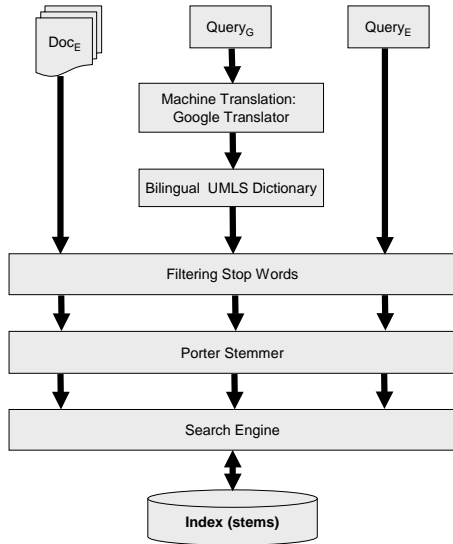 Doc_E
Query_G
Query_E
Machine Translation:
Google Translator
Bilingual UMLS Dictionary
Filtering Stop Words
Porter Stemmer
Search Engine
Index (stems)